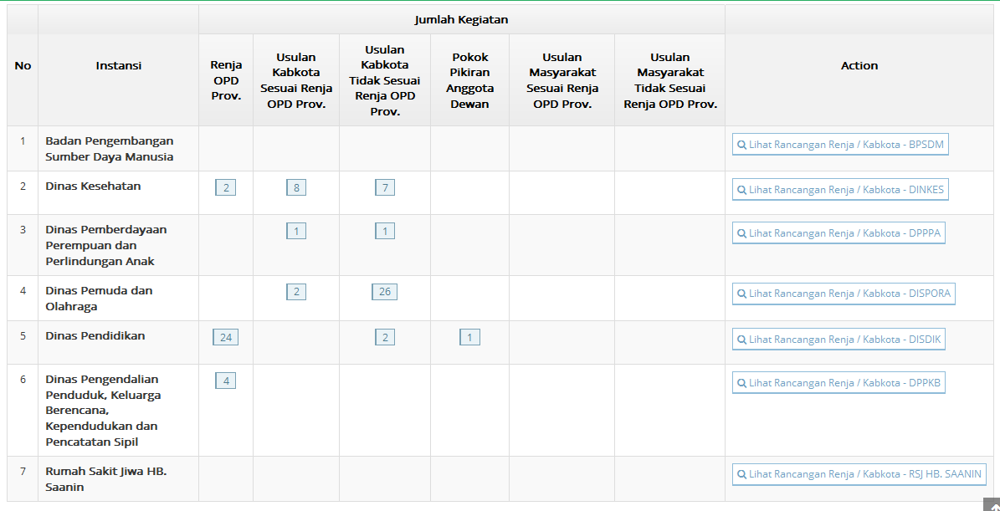 Jumlah Kegiatan
No
Instansi
Renja
OPD
Prov.
Usulan
Kabkota
Sesuai Renja
OPD Prov.
Usulan
Kabkota
Tidak Sesuai
Renja OPD
Prov.
Pokok
Pikiran
Anggota
Dewan
Usulan
Masyarakat
Sesuai Renja
OPD Prov.
Usulan
Masyarakat
Tidak Sesuai
Renja OPD Prov.
Action
1
Badan Pengembangan
Sumber Daya Manusia
Lihat Rancangan Renja / Kabkota - BPSDM
2
Dinas Kesehatan
2
8
7
Lihat Rancangan Renja / Kabkota - DINKES
3
Dinas Pemberdayaan
Perempuan dan
Perlindungan Anak
1
1
Lihat Rancangan Renja / Kabkota - DPPPA
4
Dinas Pemuda dan
Olahraga
2
26
Lihat Rancangan Renja / Kabkota - DISPORA
5
Dinas Pendidikan
24
2
1
Lihat Rancangan Renja / Kabkota - DISDIK
6
Dinas Pengendalian
Penduduk, Keluarga
Berencana,
Kependudukan dan
Pencatatan Sipil
4
Lihat Rancangan Renja / Kabkota - DPPKB
7
Rumah Sakit Jiwa HB.
Saanin
Lihat Rancangan Renja / Kabkota - RSJ HB. SAANIN